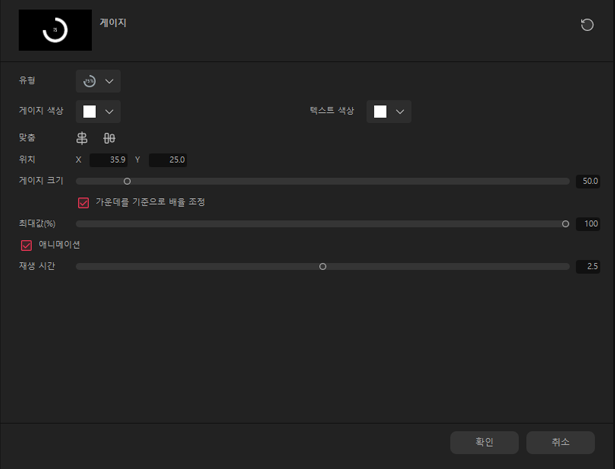 a
게이지
유형
75%
게이지 색상
텍스트 색상
맞춤
위치 X 35.9 Y 25.0
게이지 크기 50.0
가운데를 기준으로 배율 조정
최대값(%) 100
애니메이션
재생 시간 2.5
확인 취소